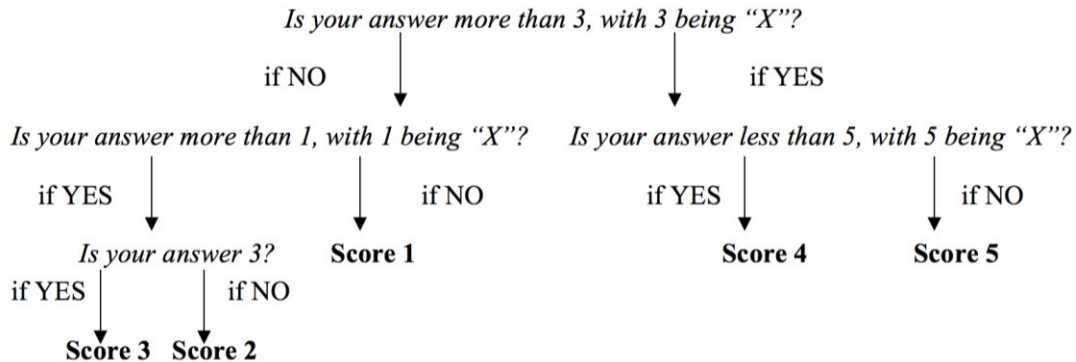 Is your answer more than 3, with 3 being “X”?
if NO
if YES
Is your answer more than 1, with 1 being “X”?
Is your answer less than 5, with 5 being “X”?
if YES
if NO
if YES
if NO
Is your answer 3?
Score 1
Score 4
Score 5
if YES
if NO
Score 3
Score 2